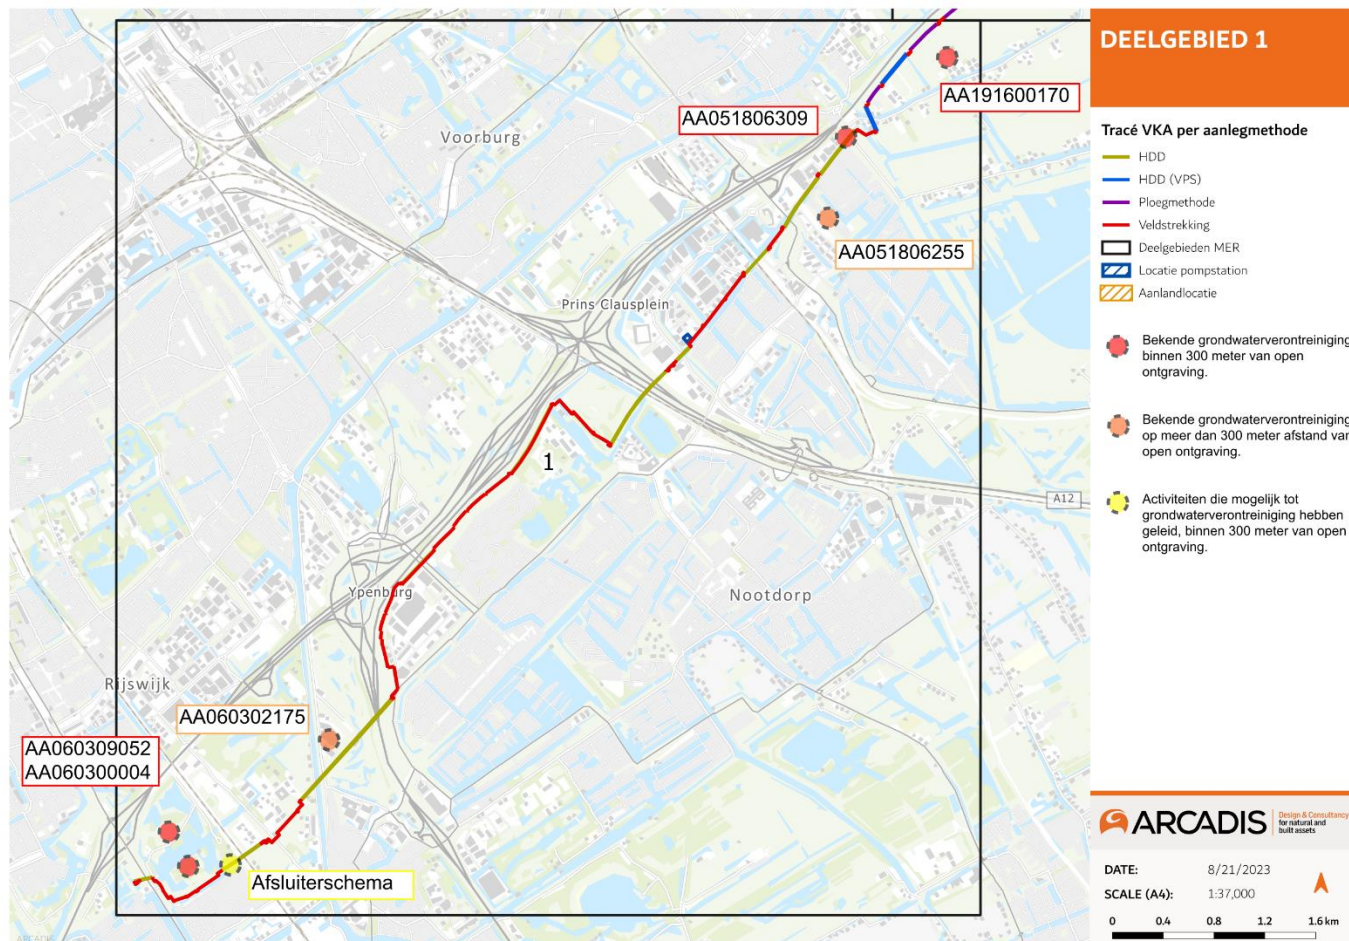 DEELGEBIED 1
AA191600170
AA051806309
Voorburg
Tracé VKA per aanlegmethode
HDD
HDD (VPS)
Ploegmethode
Veldstrekking
Deelgebieden MER
Locatie pompstation
Aanlandlocatie
AA051806255
Prins Clausplein
Bekende grondwaterverontreiniging
binnen 300 meter van open
ontgraving.
Bekende grondwaterverontreiniging
op meer dan 300 meter afstand van
open ontgraving.
1
A12
Activiteiten die mogelijk tot
grondwaterverontreiniging hebben
geleid, binnen 300 meter van open
ontgraving.
Ypenburg
Nootdorp
Rijswijk
AA060302175
AA060309052
AA060300004
Afsluiterschema
ARCADIS
Design & Consultancy
for natural and
built assets
DATE: 8/21/2023
SCALE (A4): 1:37,000
0 0.4 0.8 1.2 1.6 km
ARCADIS